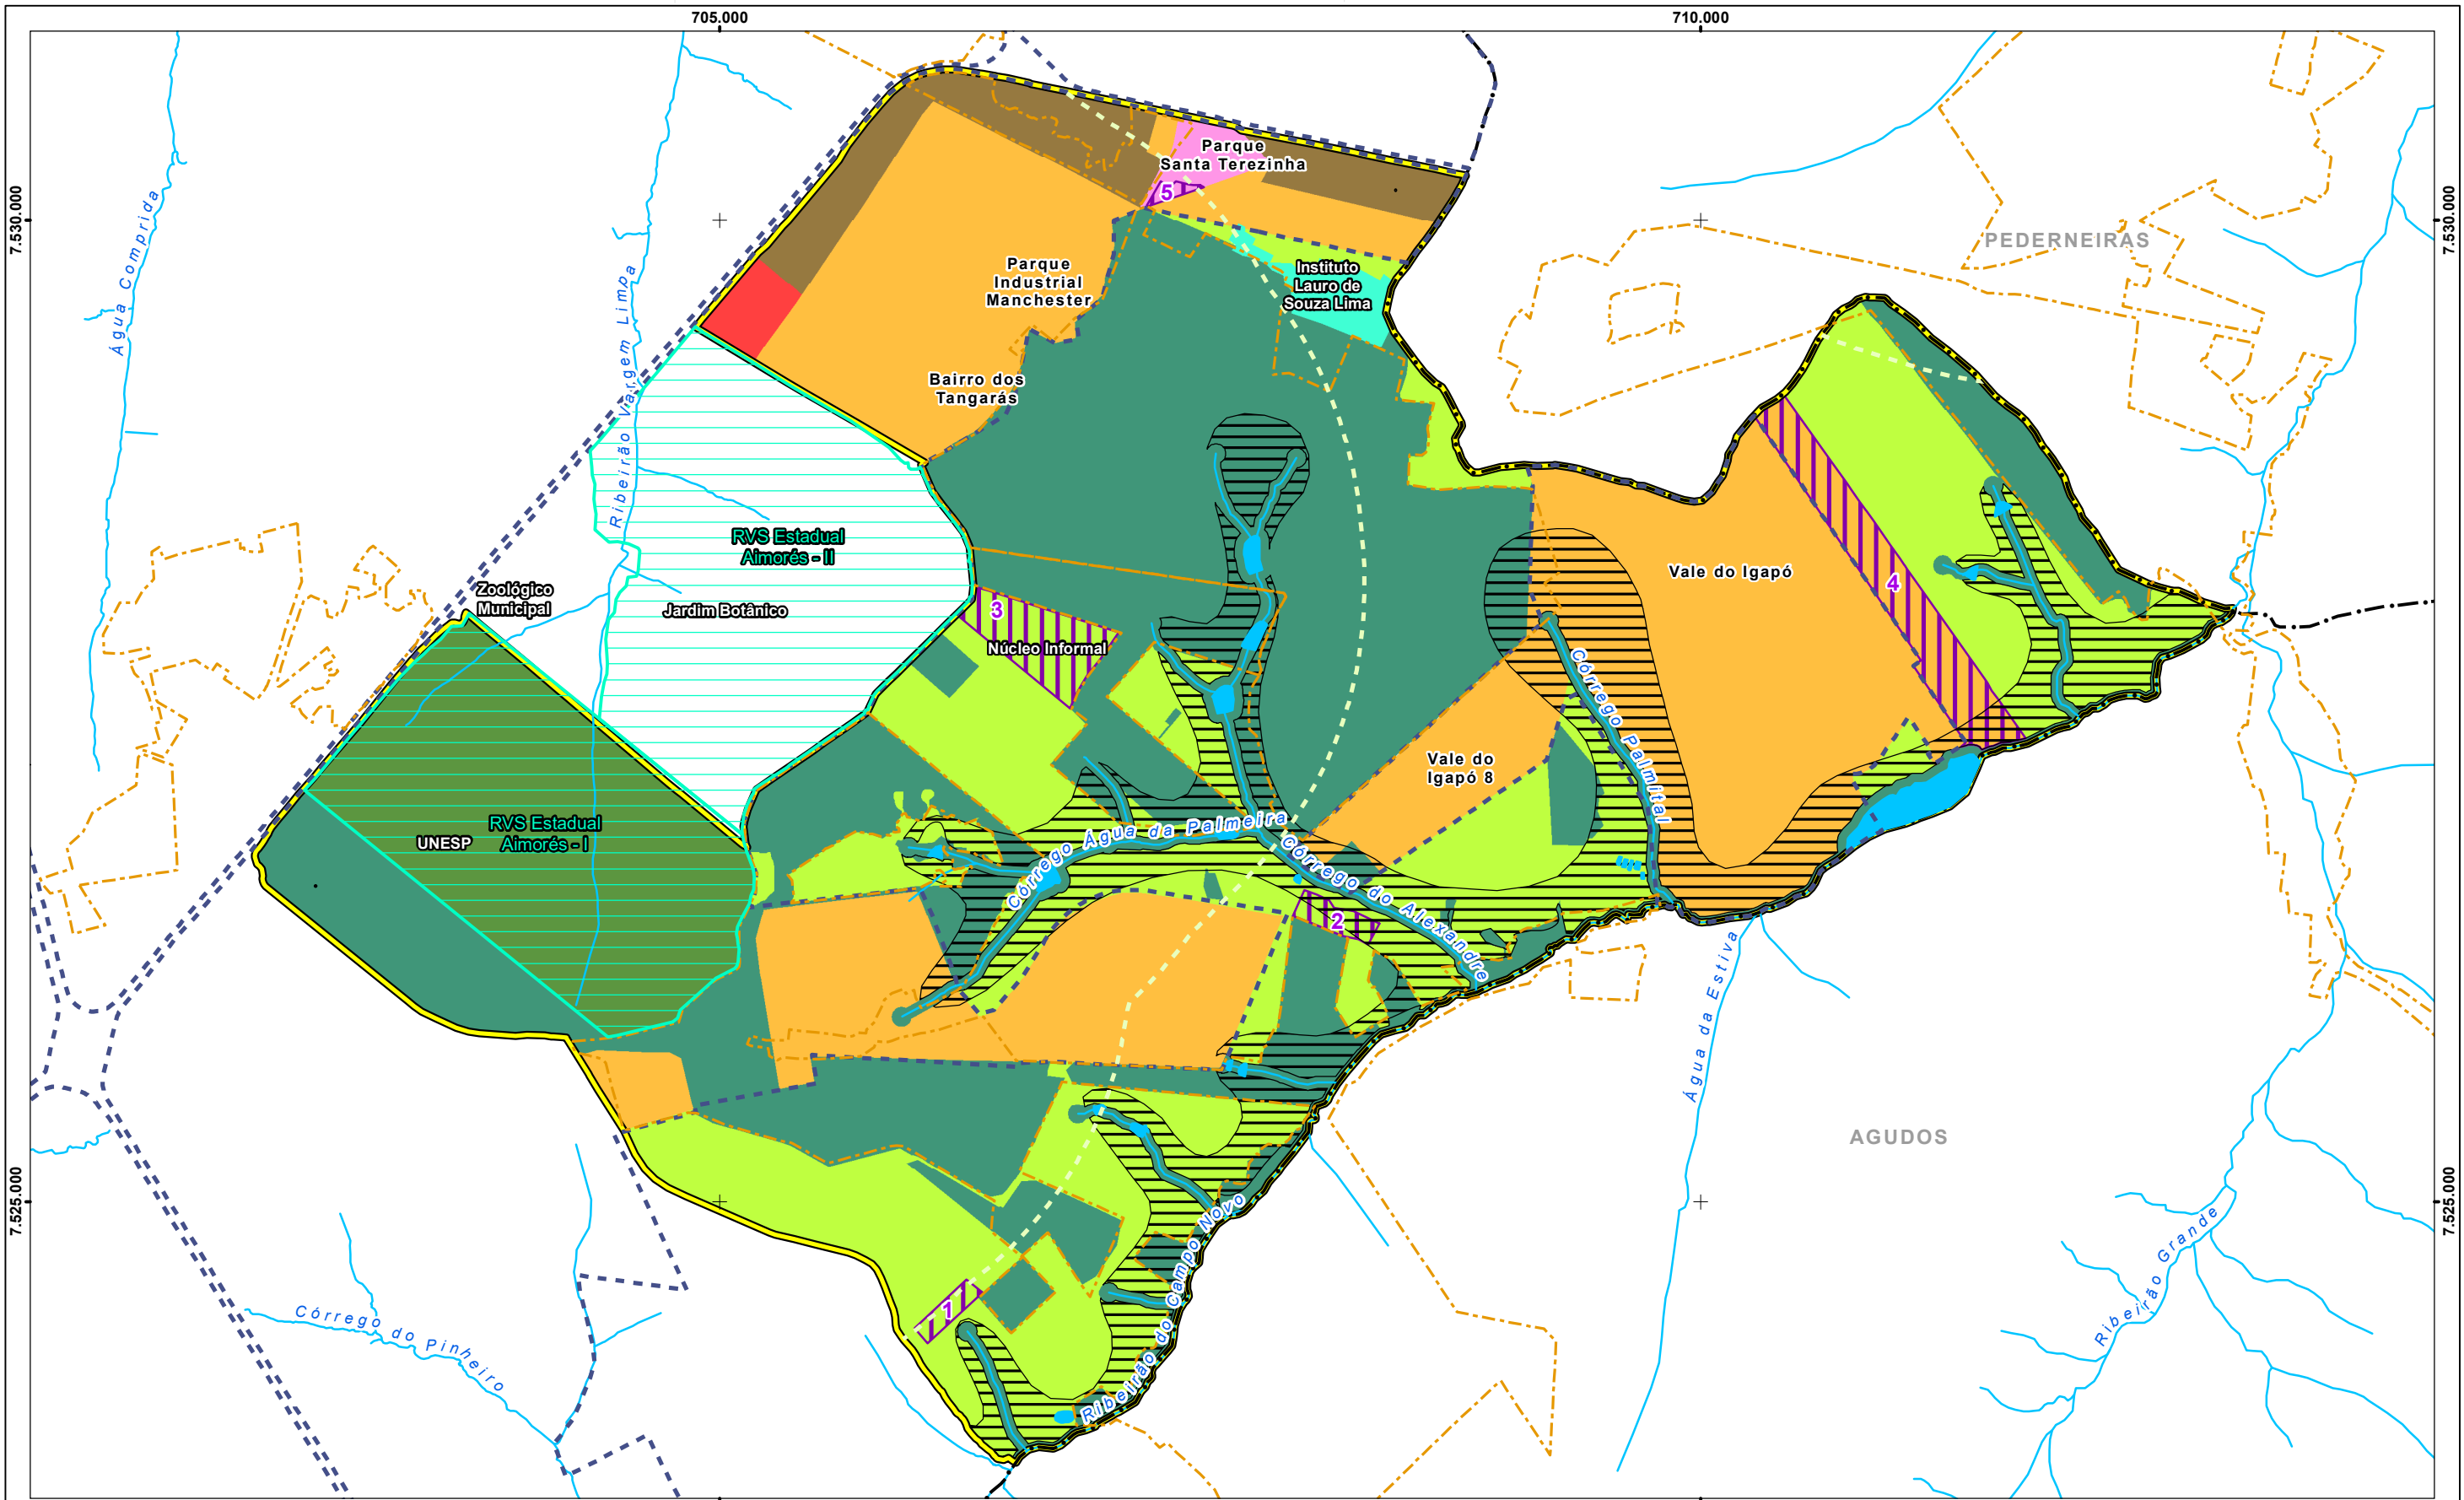 705.000
710.000
7.530.000
7.530.000
Parque
Santa Terezinha
5
Água Comprida
Ribeirão Vargem Limpa
PEDERNEIRAS
Parque
Industrial
Manchester
Instituto
Lauro de
Souza Lima
Bairro dos
Tangarás
RVS Estadual
Aimorés - II
Vale do Igapó
4
Zoológico
Municipal
Jardim Botânico
3
Núcleo Informal
Córrego Palmital
Vale do
Igapó 8
RVS Estadual
Aimorés - I
UNESP
Córrego Água da Palmeira
Córrego do Alexandre
2
Água da Estiva
AGUDOS
7.525.000
7.525.000
Ribeirão do Campo Novo
Ribeirão Grande
1
Córrego do Pinheiro